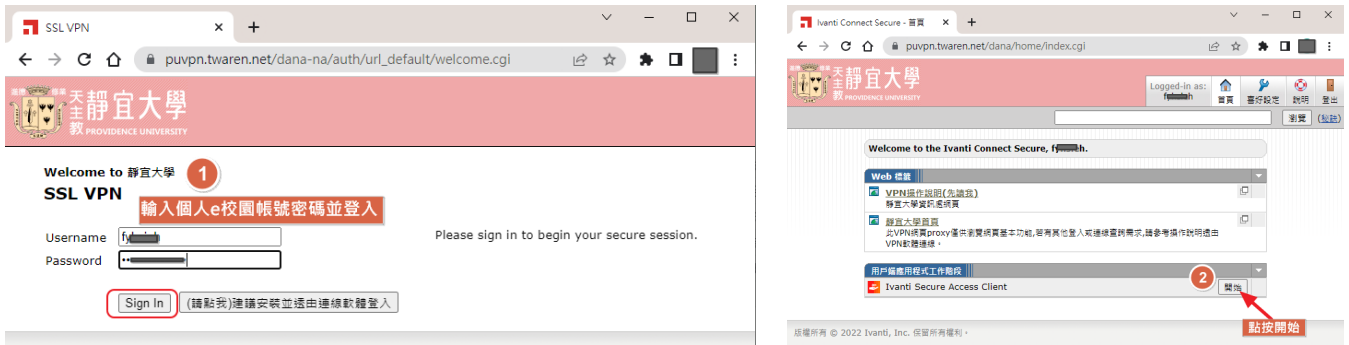 SSL VPN
puvpn.twaren.net/dana-na/auth/url_default/welcome.cgi
天主教
靜宜大學
PROVIDENCE UNIVERSITY
Welcome to 靜宜大學
SSL VPN
1
輸入個人e校園帳號密碼並登入
Username
Please sign in to begin your secure session.
Password
Sign In
(請點我)建議安裝並透由連線軟體登入
Ivanti Connect Secure - 首頁
puvpn.twaren.net/dana/home/index.cgi
天主教
靜宜大學
PROVIDENCE UNIVERSITY
Logged-in as:
首頁 喜好設定 說明 登出
瀏覽 (秘訣)
Welcome to the Ivanti Connect Secure,
Web 標籤
VPN操作說明(先讀我)
靜宜大學資訊處網頁
靜宜大學首頁
此VPN網頁proxy僅供瀏覽網頁基本功能,若有其他登入或連線查詢需求,請參考操作說明透由
VPN軟體連線。
用戶端應用程式工作階段
2
Ivanti Secure Access Client
開始
點按開始
版權所有 © 2022 Ivanti, Inc. 保留所有權利。